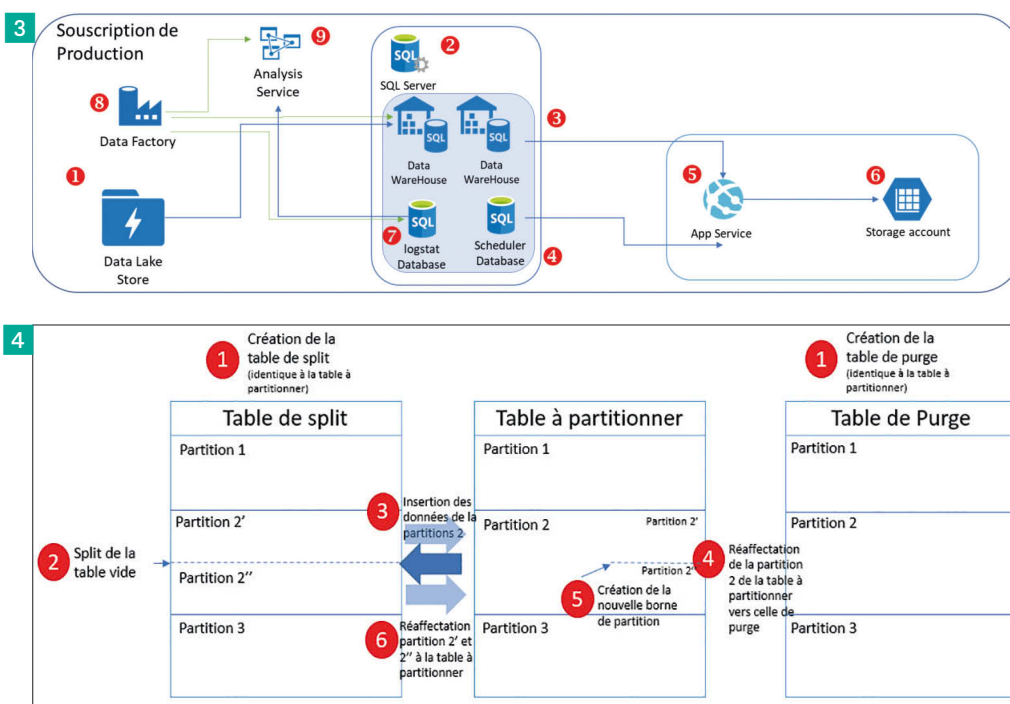 3
Souscription de
Production
9
Analysis
Service
2
SQL
SQL Server
8
Data Factory
SQL
SQL
3
Data
WareHouse
Data
WareHouse
1
Data Lake
Store
7
SQL
logstat
Database
SQL
Scheduler
Database
4
5
App Service
6
Storage account
4
1
Création de la
table de split
(identique à la table à
partitionner)
1
Création de la
table de purge
(identique à la table à
partitionner)
Table de split
Table à partitionner
Table de Purge
Partition 1
Partition 1
Partition 1
3
Insertion des
données de la
partitions 2
Partition 2'
Partition 2
Partition 2'
Partition 2
2
Split de la
table vide
Partition 2''
Partition 2''
4
Réaffectation
de la partition
2 de la table à
partitionner
vers celle de
purge
5
Création de la
nouvelle borne
de partition
Partition 3
6
Réaffectation
partition 2' et
2'' à la table à
partitionner
Partition 3
Partition 3